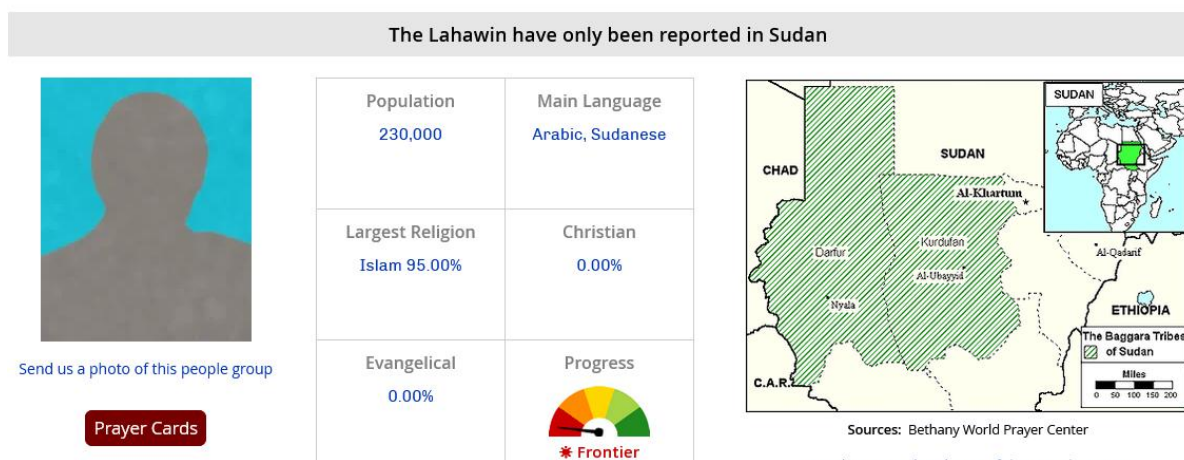 The Lahawin have only been reported in Sudan
Send us a photo of this people group
Prayer Cards
Population
230,000
Main Language
Arabic, Sudanese
Largest Religion
Islam 95.00%
Christian
0.00%
Evangelical
0.00%
Progress
Frontier
SUDAN
CHAD
SUDAN
Al-Khartum
Darfur
Kurdufan
Al-Ubayyid
Al-Qadarif
Nyala
ETHIOPIA
C.A.R.
The Baggara Tribes
of Sudan
Miles
0 50 100 150 200
Sources: Bethany World Prayer Center